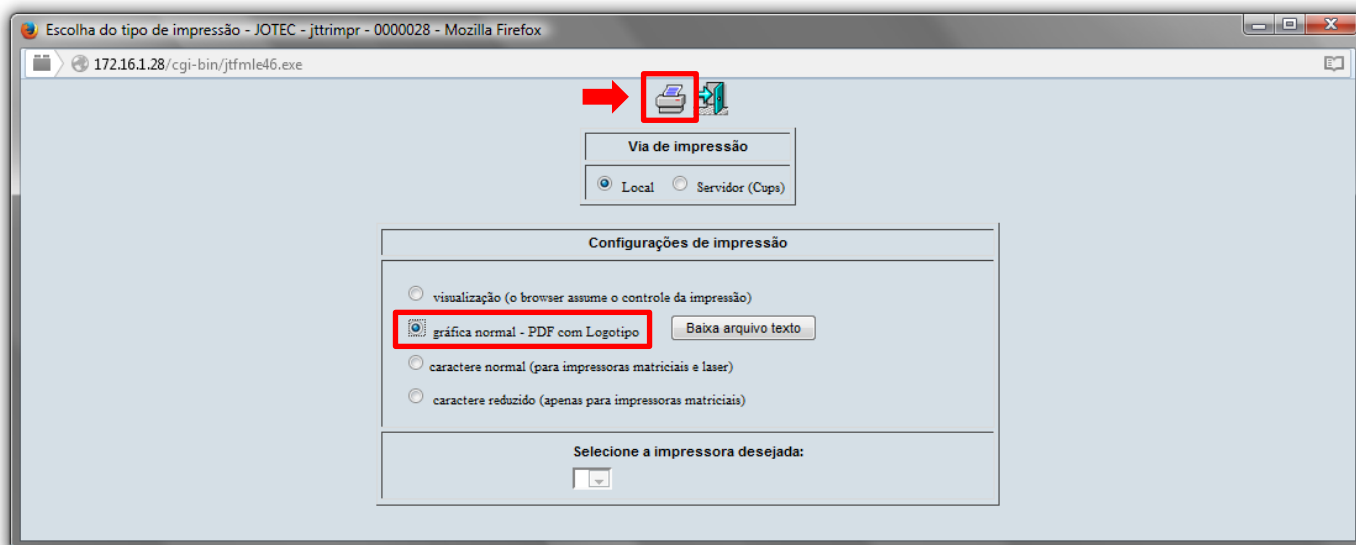 Escolha do tipo de impressão - JOTEC - jttrimpr - 0000028 - Mozilla Firefox
172.16.1.28/cgi-bin/jtfmle46.exe
Via de impressão
Local Servidor (Cups)
Configurações de impressão
visualização (o browser assume o controle da impressão)
gráfica normal - PDF com Logotipo Baixa arquivo texto
caractere normal (para impressoras matriciais e laser)
caractere reduzido (apenas para impressoras matriciais)
Selecione a impressora desejada: